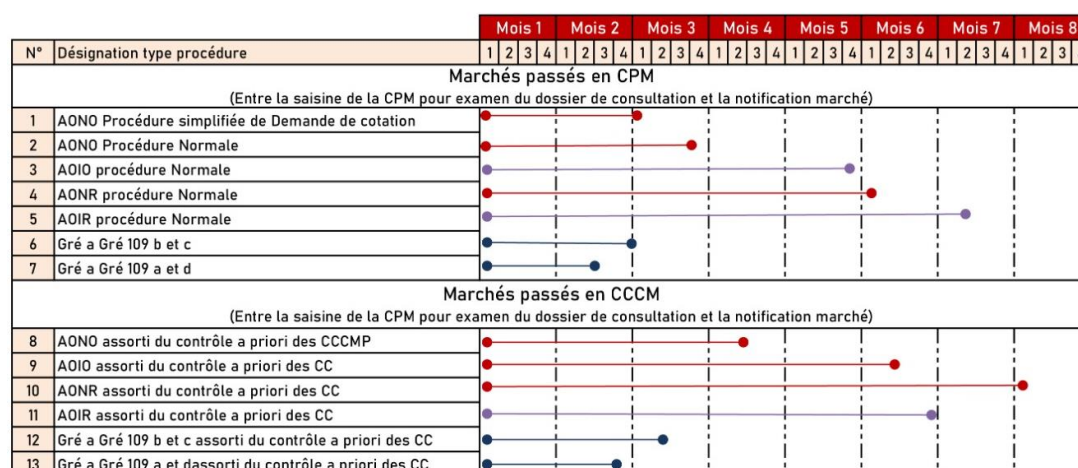 Mois 1 Mois 2 Mois 3 Mois 4 Mois 5 Mois 6 Mois 7 Mois 8
N° Désignation type procédure 1 2 3 4 1 2 3 4 1 2 3 4 1 2 3 4 1 2 3 4 1 2 3 4 1 2 3 4 1 2 3
Marchés passés en CPM
(Entre la saisine de la CPM pour examen du dossier de consultation et la notification marché)
1 AONO Procédure simplifiée de Demande de cotation
2 AONO Procédure Normale
3 AOIO procédure Normale
4 AONR procédure Normale
5 AOIR procédure Normale
6 Gré a Gré 109 b et c
7 Gré a Gré 109 a et d
Marchés passés en CCCM
(Entre la saisine de la CPM pour examen du dossier de consultation et la notification marché)
8 AONO assorti du contrôle a priori des CCCMP
9 AOIO assorti du contrôle a priori des CC
10 AONR assorti du contrôle a priori des CC
11 AOIR assorti du contrôle a priori des CC
12 Gré a Gré 109 b et c assorti du contrôle a priori des CC
13 Gré a Gré 109 a et dassorti du contrôle a priori des CC